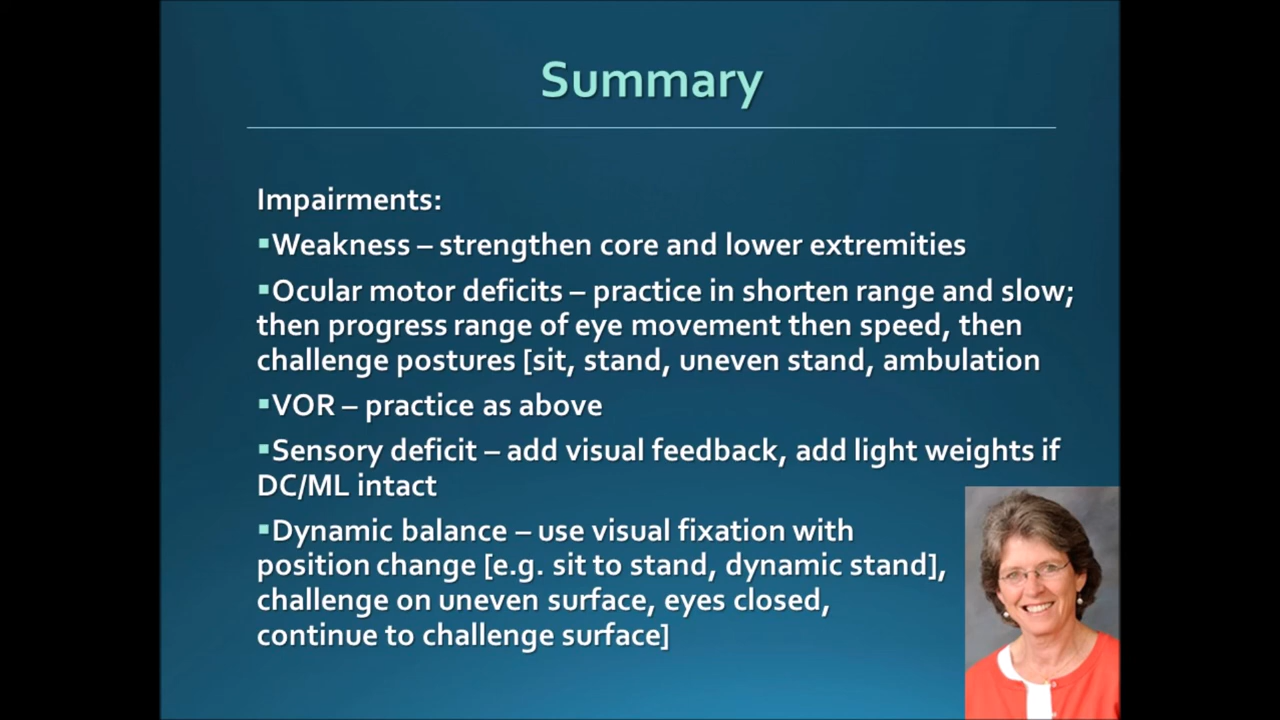 Summary
Impairments:
▪Weakness – strengthen core and lower extremities
▪Ocular motor deficits – practice in shorten range and slow;
then progress range of eye movement then speed, then
challenge postures [sit, stand, uneven stand, ambulation
▪VOR – practice as above
▪Sensory deficit – add visual feedback, add light weights if
DC/ML intact
▪Dynamic balance – use visual fixation with
position change [e.g. sit to stand, dynamic stand],
challenge on uneven surface, eyes closed,
continue to challenge surface]